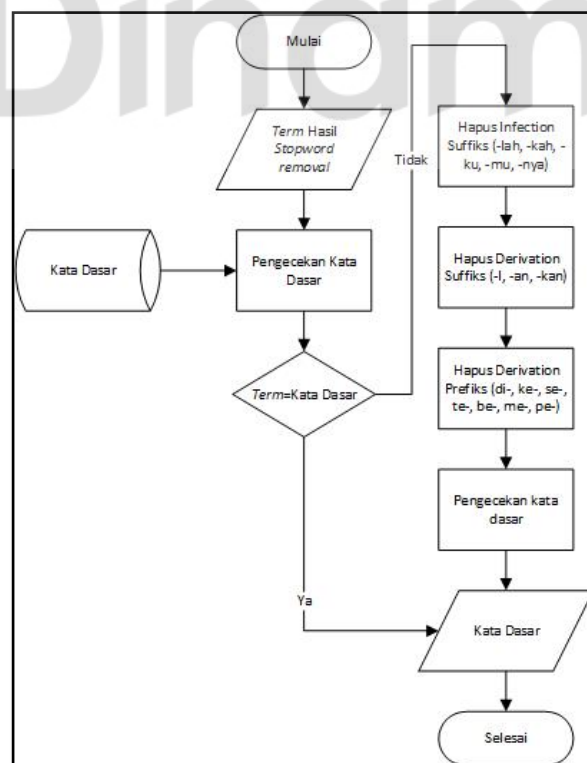 Dinam
Mulai
Term Hasil
Stopword
removal
Kata Dasar
Pengecekan Kata
Dasar
Term=Kata Dasar
Tidak
Ya
Hapus Infection
Suffiks (-lah, -kah, -
ku, -mu, -nya)
Hapus Derivation
Suffiks (-I, -an, -kan)
Hapus Derivation
Prefiks (di-, ke-, se-,
te-, be-, me-, pe-)
Pengecekan kata
dasar
Kata Dasar
Selesai